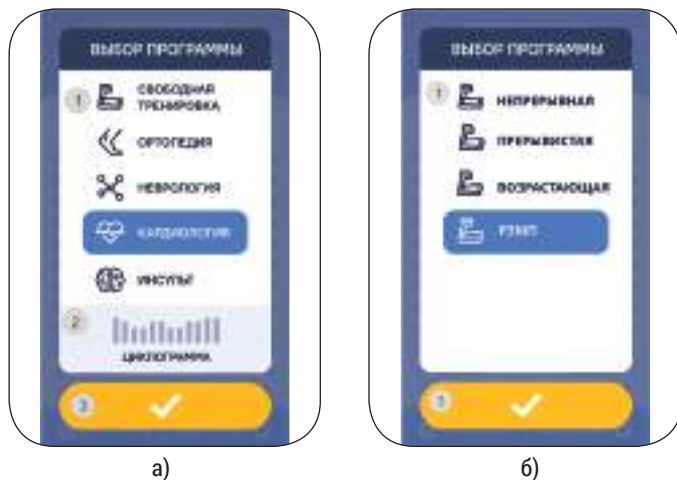 ВЫБОР ПРОГРАММЫ
1
СВОБОДНАЯ
ТРЕНИРОВКА
ОРТОПЕДИЯ
НЕВРОЛОГИЯ
КАРДИОЛОГИЯ
ИНСУЛЬТ
2
ЦИКЛОГРАММА
3
а)
ВЫБОР ПРОГРАММЫ
1
НЕПРЕРЫВНАЯ
ПРЕРЫВИСТАЯ
ВОЗРАСТАЮЩАЯ
3
б)